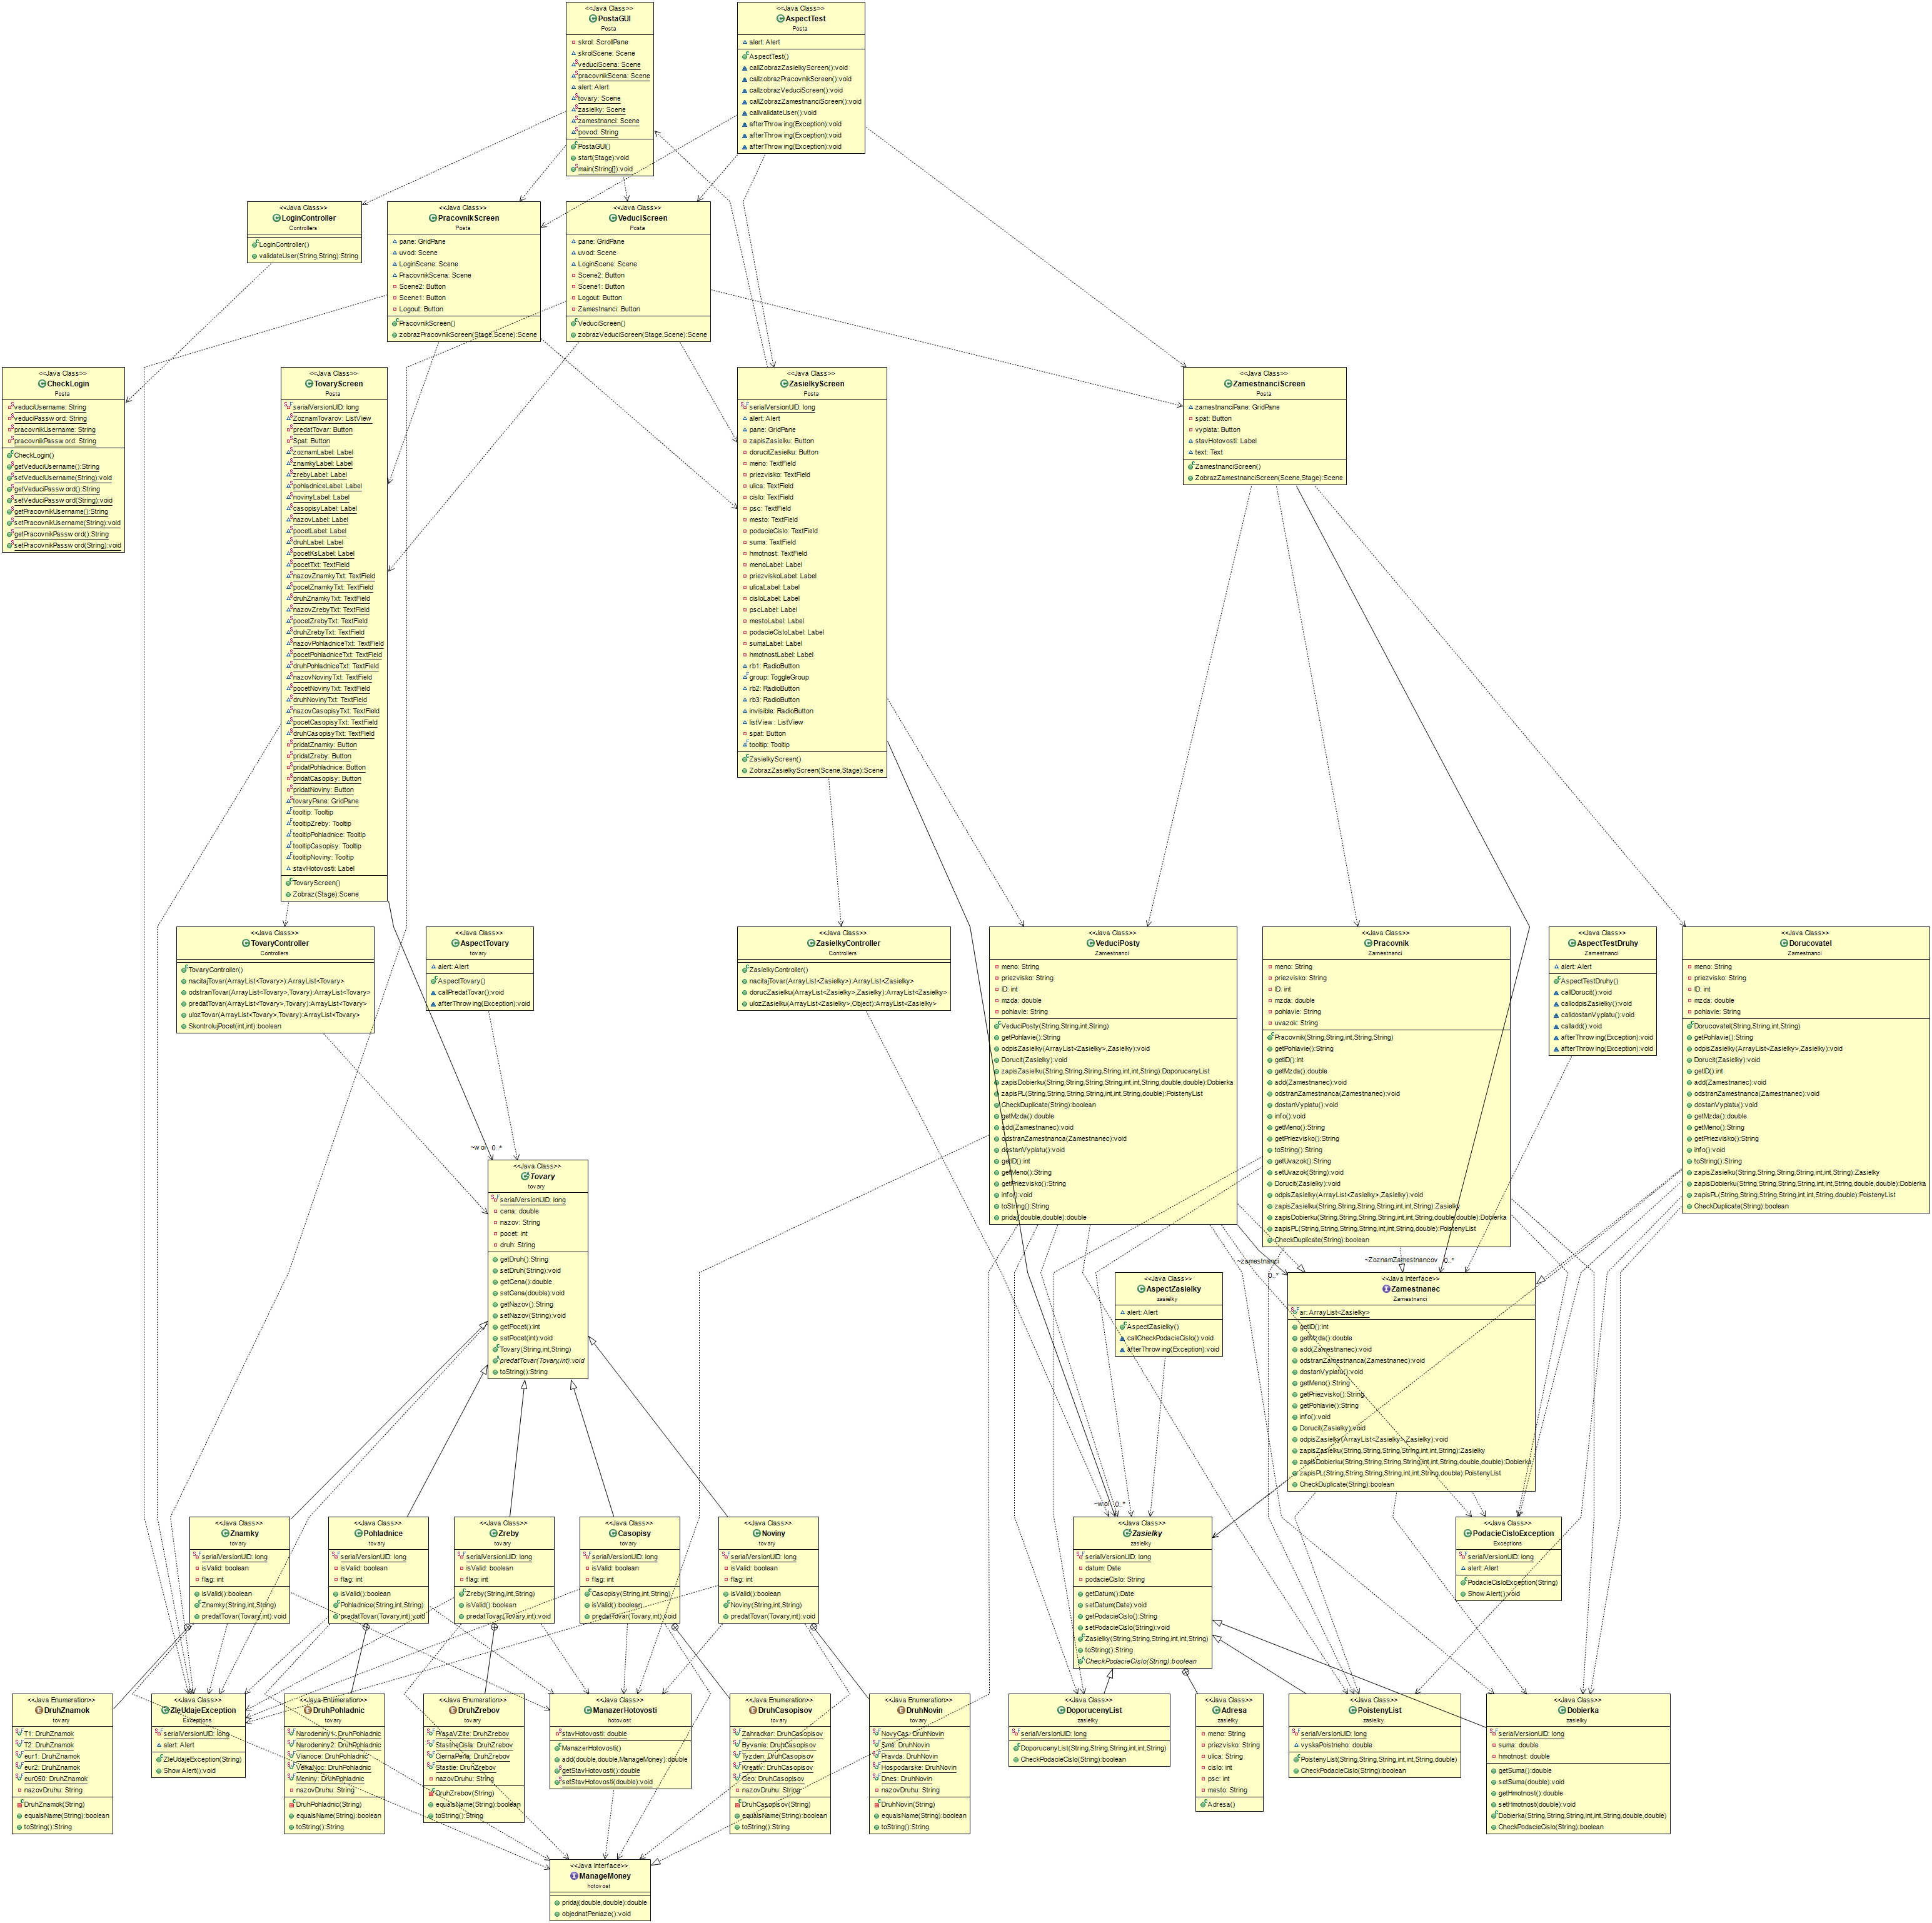 <<Java Class>>
PostaGUI
Posta
skrol: ScrollPane
skrolScene: Scene
veduciScena: Scene
pracovnikScena: Scene
alert: Alert
tovary: Scene
zasielky: Scene
zamestnanci: Scene
povod: String
PostaGUI()
start(Stage):void
main(String[]):void
<<Java Class>>
AspectTest
Posta
alert: Alert
AspectTest()
callZobrazZasielkyScreen():void
callzobrazPracovnikScreen():void
callzobrazVeduciScreen():void
callZobrazZamestnanciScreen():void
callvalidateUser():void
afterThrowing(Exception):void
afterThrowing(Exception):void
afterThrowing(Exception):void
<<Java Class>>
LoginController
Controllers
LoginController()
validateUser(String,String):String
<<Java Class>>
PracovnikScreen
Posta
pane: GridPane
uvod: Scene
LoginScene: Scene
PracovnikScena: Scene
Scene2: Button
Scene1: Button
Logout: Button
PracovnikScreen()
zobrazPracovnikScreen(Stage,Scene):Scene
<<Java Class>>
VeduciScreen
Posta
pane: GridPane
uvod: Scene
LoginScene: Scene
Scene2: Button
Scene1: Button
Logout: Button
Zamestnanci: Button
VeduciScreen()
zobrazVeduciScreen(Stage,Scene):Scene
<<Java Class>>
CheckLogin
Posta
veduciUsername: String
veduciPassword: String
pracovnikUsername: String
pracovnikPassword: String
CheckLogin()
getVeduciUsername():String
setVeduciUsername(String):void
getVeduciPassword():String
setVeduciPassword(String):void
getPracovnikUsername():String
setPracovnikUsername(String):void
getPracovnikPassword():String
setPracovnikPassword(String):void
<<Java Class>>
TovaryScreen
Posta
serialVersionUID: long
ZoznamTovarov: ListView
predatTovar: Button
Spat: Button
zoznamLabel: Label
znamkyLabel: Label
zrebyLabel: Label
pohladniceLabel: Label
novinyLabel: Label
casopisyLabel: Label
nazovLabel: Label
pocetLabel: Label
druhLabel: Label
pocetKsLabel: Label
pocetTxt: TextField
nazovZnamkyTxt: TextField
pocetZnamkyTxt: TextField
druhZnamkyTxt: TextField
nazovZrebyTxt: TextField
pocetZrebyTxt: TextField
druhZrebyTxt: TextField
nazovPohladniceTxt: TextField
pocetPohladniceTxt: TextField
druhPohladniceTxt: TextField
nazovNovinyTxt: TextField
pocetNovinyTxt: TextField
druhNovinyTxt: TextField
nazovCasopisyTxt: TextField
pocetCasopisyTxt: TextField
druhCasopisyTxt: TextField
pridatZnamky: Button
pridatZreby: Button
pridatPohladnice: Button
pridatCasopisy: Button
pridatNoviny: Button
tovaryPane: GridPane
tooltip: Tooltip
tooltipZreby: Tooltip
tooltipPohladnice: Tooltip
tooltipCasopisy: Tooltip
tootipNoviny: Tooltip
stavHotovosti: Label
TovaryScreen()
Zobraz(Stage):Scene
<<Java Class>>
ZasielkyScreen
Posta
serialVersionUID: long
alert: Alert
pane: GridPane
zapisZasielku: Button
dorucitZasielku: Button
meno: TextField
priezvisko: TextField
ulica: TextField
cislo: TextField
psc: TextField
mesto: TextField
podacieCislo: TextField
suma: TextField
hmotnost: TextField
menoLabel: Label
priezviskoLabel: Label
ulicaLabel: Label
cisloLabel: Label
pscLabel: Label
mestoLabel: Label
podacieCisloLabel: Label
sumaLabel: Label
hmotnostLabel: Label
rb1: RadioButton
group: ToggleGroup
rb2: RadioButton
rb3: RadioButton
invisible: RadioButton
listView: ListView
spat: Button
tooltip: Tooltip
ZasielkyScreen()
ZobrazZasielkyScreen(Scene,Stage):Scene
<<Java Class>>
ZamestnanciScreen
Posta
zamestnanciPane: GridPane
spat: Button
vyplata: Button
stavHotovosti: Label
text: Text
ZamestnanciScreen()
ZobrazZamestnanciScreen(Scene,Stage):Scene
<<Java Class>>
TovaryController
Controllers
TovaryController()
nacitajTovar(ArrayList<Tovary>):ArrayList<Tovary>
odstranTovar(ArrayList<Tovary>,Tovary):ArrayList<Tovary>
predatTovar(ArrayList<Tovary>,Tovary):ArrayList<Tovary>
ulozTovar(ArrayList<Tovary>,Tovary):ArrayList<Tovary>
SkontrolujPocet(int,int):boolean
<<Java Class>>
AspectTovary
tovary
alert: Alert
AspectTovary()
callPredatTovar():void
afterThrowing(Exception):void
<<Java Class>>
ZasielkyController
Controllers
ZasielkyController()
nacitajTovar(ArrayList<Zasielky>):ArrayList<Zasielky>
dorucZasielku(ArrayList<Zasielky>,Zasielky):ArrayList<Zasielky>
ulozZasielku(ArrayList<Zasielky>,Object):ArrayList<Zasielky>
<<Java Class>>
VeduciPosty
Zamestnanci
meno: String
priezvisko: String
ID: int
mzda: double
pohlavie: String
VeduciPosty(String,String,int,String)
getPohlavie():String
odpisZasielky(ArrayList<Zasielky>,Zasielky):void
Dorucit(Zasielky):void
zapisZasielku(String,String,String,String,int,int,String):DoporucenyList
zapisDobierku(String,String,String,String,int,int,String,double,double):Dobierka
zapisPL(String,String,String,String,int,int,String,double):PoistenyList
CheckDuplicate(String):boolean
getMzda():double
add(Zamestnanec):void
odstranZamestnanca(Zamestnanec):void
dostanVyplatu():void
getID():int
getMeno():String
getPriezvisko():String
info():void
toString():String
pridaj(double,double):double
<<Java Class>>
Pracovnik
Zamestnanci
meno: String
priezvisko: String
ID: int
mzda: double
pohlavie: String
uvazok: String
Pracovnik(String,String,int,String,String)
getPohlavie():String
getID():int
getMzda():double
add(Zamestnanec):void
odstranZamestnanca(Zamestnanec):void
dostanVyplatu():void
info():void
getMeno():String
getPriezvisko():String
toString():String
getUvazok():String
setUvazok(String):void
Dorucit(Zasielky):void
odpisZasielky(ArrayList<Zasielky>,Zasielky):void
zapisZasielku(String,String,String,String,int,int,String):Zasielky
zapisDobierku(String,String,String,String,int,int,String,double,double):Dobierka
zapisPL(String,String,String,String,int,int,String,double):PoistenyList
CheckDuplicate(String):boolean
<<Java Class>>
AspectTestDruhy
Zamestnanci
alert: Alert
AspectTestDruhy()
callDorucit():void
callodpisZasielky():void
calldostanVyplatu():void
calladd():void
afterThrowing(Exception):void
afterThrowing(Exception):void
<<Java Class>>
Dorucovatel
Zamestnanci
meno: String
priezvisko: String
ID: int
mzda: double
pohlavie: String
Dorucovatel(String,String,int,String)
getPohlavie():String
odpisZasielky(ArrayList<Zasielky>,Zasielky):void
Dorucit(Zasielky):void
getID():int
add(Zamestnanec):void
odstranZamestnanca(Zamestnanec):void
dostanVyplatu():void
getMzda():double
getMeno():String
getPriezvisko():String
info():void
toString():String
zapisZasielku(String,String,String,String,int,int,String):Zasielky
zapisDobierku(String,String,String,String,int,int,String,double,double):Dobierka
zapisPL(String,String,String,String,int,int,String,double):PoistenyList
CheckDuplicate(String):boolean
0..*
<<Java Class>>
Tovary
tovary
serialVersionUID: long
cena: double
nazov: String
pocet: int
druh: String
getDruh():String
setDruh(String):void
getCena():double
setCena(double):void
getNazov():String
setNazov(String):void
getPocet():int
setPocet(int):void
Tovary(String,int,String)
predatTovar(Tovary,int):void
toString():String
<<Java Class>>
AspectZasielky
zasielky
alert: Alert
AspectZasielky()
callCheckPodacieCislo():void
afterThrowing(Exception):void
~zamestnanci
0..*
~ZoznamZamestnancov
0..*
<<Java Interface>>
Zamestnanec
Zamestnanci
ar: ArrayList<Zasielky>
getID():int
getMzda():double
add(Zamestnanec):void
odstranZamestnanca(Zamestnanec):void
dostanVyplatu():void
getMeno():String
getPriezvisko():String
getPohlavie():String
info():void
Dorucit(Zasielky):void
odpisZasielky(ArrayList<Zasielky>,Zasielky):void
zapisZasielku(String,String,String,String,int,int,String):Zasielky
zapisDobierku(String,String,String,String,int,int,String,double,double):Dobierka
zapisPL(String,String,String,String,int,int,String,double):PoistenyList
CheckDuplicate(String):boolean
<<Java Class>>
Znamky
tovary
serialVersionUID: long
isValid: boolean
flag: int
isValid():boolean
Znamky(String,int,String)
predatTovar(Tovary,int):void
<<Java Class>>
Pohladnice
tovary
serialVersionUID: long
isValid: boolean
flag: int
isValid():boolean
Pohladnice(String,int,String)
predatTovar(Tovary,int):void
<<Java Class>>
Zreby
tovary
serialVersionUID: long
isValid: boolean
flag: int
Zreby(String,int,String)
isValid():boolean
predatTovar(Tovary,int):void
<<Java Class>>
Casopisy
tovary
serialVersionUID: long
isValid: boolean
flag: int
Casopisy(String,int,String)
isValid():boolean
predatTovar(Tovary,int):void
<<Java Class>>
Noviny
tovary
serialVersionUID: long
isValid: boolean
flag: int
isValid():boolean
Noviny(String,int,String)
predatTovar(Tovary,int):void
0..*
<<Java Class>>
Zasielky
zasielky
serialVersionUID: long
datum: Date
podacieCislo: String
getDatum():Date
setDatum(Date):void
getPodacieCislo():String
setPodacieCislo(String):void
Zasielky(String,String,String,int,int,String)
toString():String
CheckPodacieCislo(String):boolean
<<Java Class>>
PodacieCisloException
Exceptions
serialVersionUID: long
alert: Alert
PodacieCisloException(String)
Show Alert():void
<<Java Enumeration>>
DruhZnamok
tovary
T1: DruhZnamok
T2: DruhZnamok
eur1: DruhZnamok
eur2: DruhZnamok
eur050: DruhZnamok
nazovDruhu: String
DruhZnamok(String)
equalsName(String):boolean
toString():String
<<Java Class>>
ZleUdajeException
Exceptions
serialVersionUID: long
alert: Alert
ZleUdajeException(String)
Show Alert():void
<<Java Enumeration>>
DruhPohladnic
tovary
Narodeniny1: DruhPohladnic
Narodeniny2: DruhPohladnic
Vianoce: DruhPohladnic
VelkaNoc: DruhPohladnic
Meniny: DruhPohladnic
nazovDruhu: String
DruhPohladnic(String)
equalsName(String):boolean
toString():String
<<Java Enumeration>>
DruhZrebov
tovary
PrasaVZite: DruhZrebov
StastneCisla: DruhZrebov
CiernaPerla: DruhZrebov
Stastie: DruhZrebov
nazovDruhu: String
DruhZrebov(String)
equalsName(String):boolean
toString():String
<<Java Class>>
ManazerHotovosti
hotovost
stavHotovosti: double
ManazerHotovosti()
add(double,double,ManageMoney):double
getStavHotovosti():double
setStavHotovosti(double):void
<<Java Enumeration>>
DruhCasopisov
tovary
Zahradkar: DruhCasopisov
Byvanie: DruhCasopisov
Tyzden: DruhCasopisov
Kreativ: DruhCasopisov
Geo: DruhCasopisov
nazovDruhu: String
DruhCasopisov(String)
equalsName(String):boolean
toString():String
<<Java Enumeration>>
DruhNovin
tovary
NovyCas: DruhNovin
Sme: DruhNovin
Pravda: DruhNovin
Hospodarske: DruhNovin
Dnes: DruhNovin
nazovDruhu: String
DruhNovin(String)
equalsName(String):boolean
toString():String
<<Java Class>>
DoporucenyList
zasielky
serialVersionUID: long
DoporucenyList(String,String,String,int,int,String)
CheckPodacieCislo(String):boolean
<<Java Class>>
Adresa
zasielky
meno: String
priezvisko: String
ulica: String
cislo: int
psc: int
mesto: String
Adresa()
<<Java Class>>
PoistenyList
zasielky
serialVersionUID: long
vyskaPoistneho: double
PoistenyList(String,String,String,int,int,String,double)
CheckPodacieCislo(String):boolean
<<Java Class>>
Dobierka
zasielky
serialVersionUID: long
suma: double
hmotnost: double
getSuma():double
setSuma(double):void
getHmotnost():double
setHmotnost(double):void
Dobierka(String,String,String,int,int,String,double,double)
CheckPodacieCislo(String):boolean
<<Java Interface>>
ManageMoney
hotovost
pridaj(double,double):double
objednatPeniaze():void